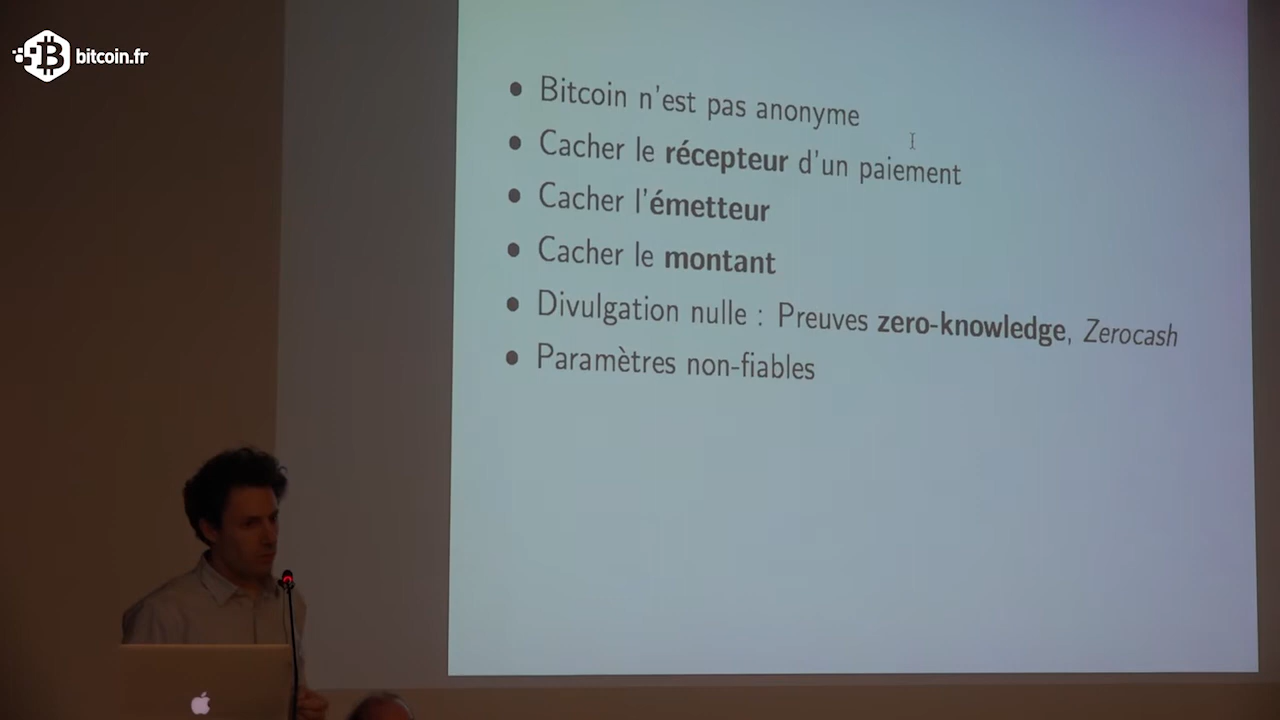 bitcoin.fr
• Bitcoin n'est pas anonyme
• Cacher le récepteur d'un paiement
• Cacher l'émetteur
• Cacher le montant
• Divulgation nulle : Preuves zero-knowledge, Zerocash
• Paramètres non-fiables